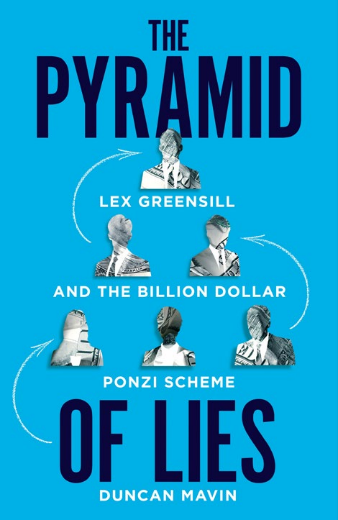 THE
PYRAMID
LEX GREENSILL
AND THE BILLION DOLLAR
PONZI SCHEME
OF LIES
DUNCAN MAVIN